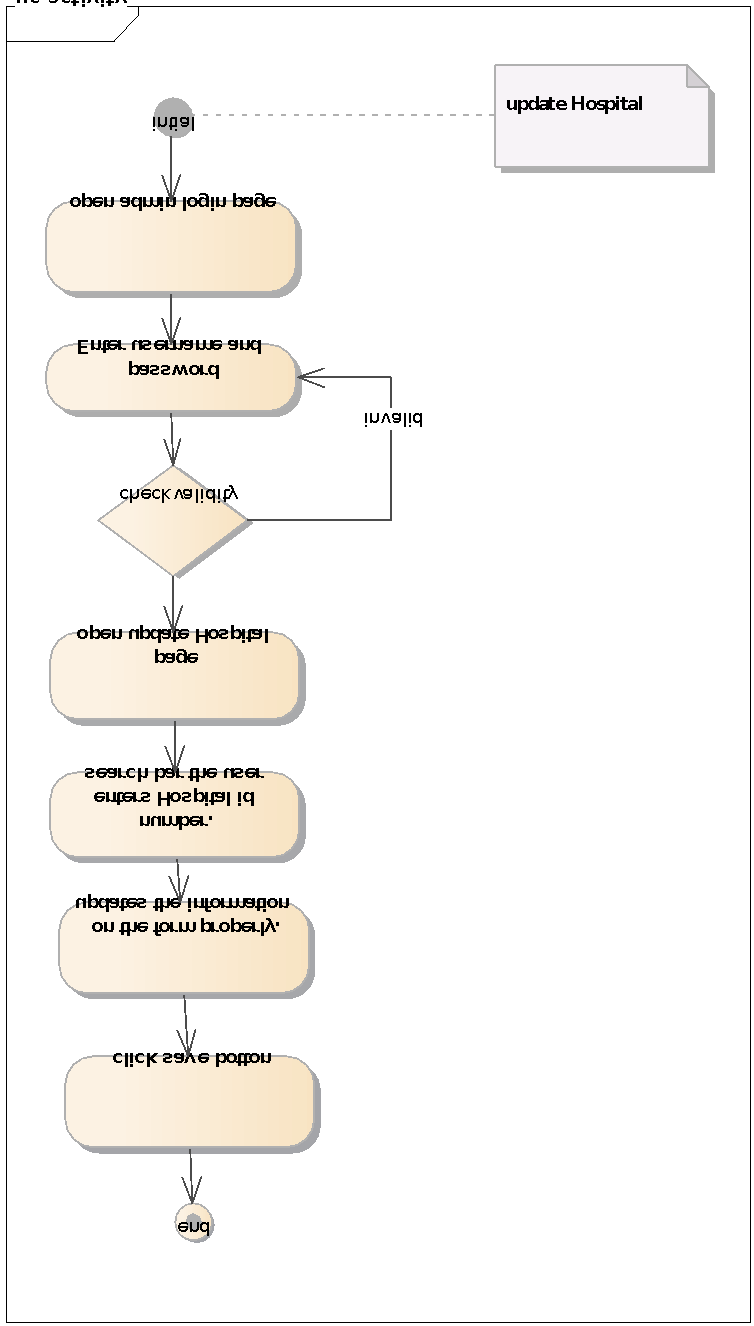 update Hospital
intial
open admin login page
Enter username and
password
invalid
check validity
open update Hospital
page
search bar the user
enters Hospital id
number.
updates the information
on the form properly.
click save botton
end